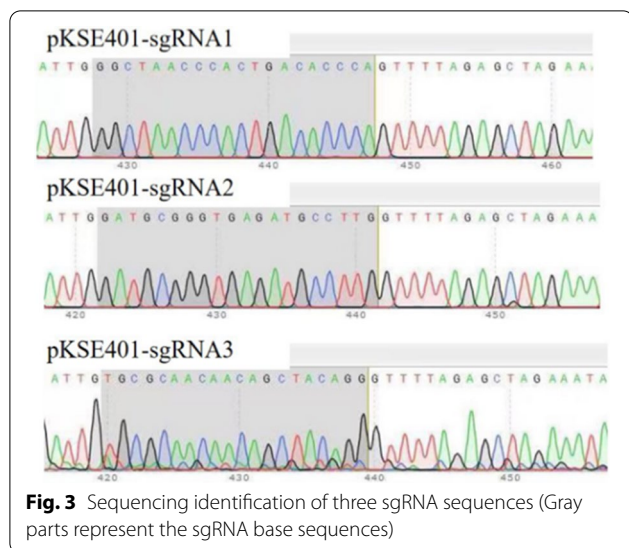 pKSE401-sgRNA1
A T T G G G C T A A C C C A C T G A C A C C C A G T T T T A G A G C T A G A A
430 440 450 460
pKSE401-sgRNA2
A T T G G A T G C G G G T G A G A T G C C T T G G T T T T A G A G C T A G A A A
420 430 440 450
pKSE401-sgRNA3
A T T G T G C G C A A C A A C A G C T A C A G G G T T T T A G A G C T A G A A A T A
420 430 440 450
Fig. 3 Sequencing identification of three sgRNA sequences (Gray
parts represent the sgRNA base sequences)